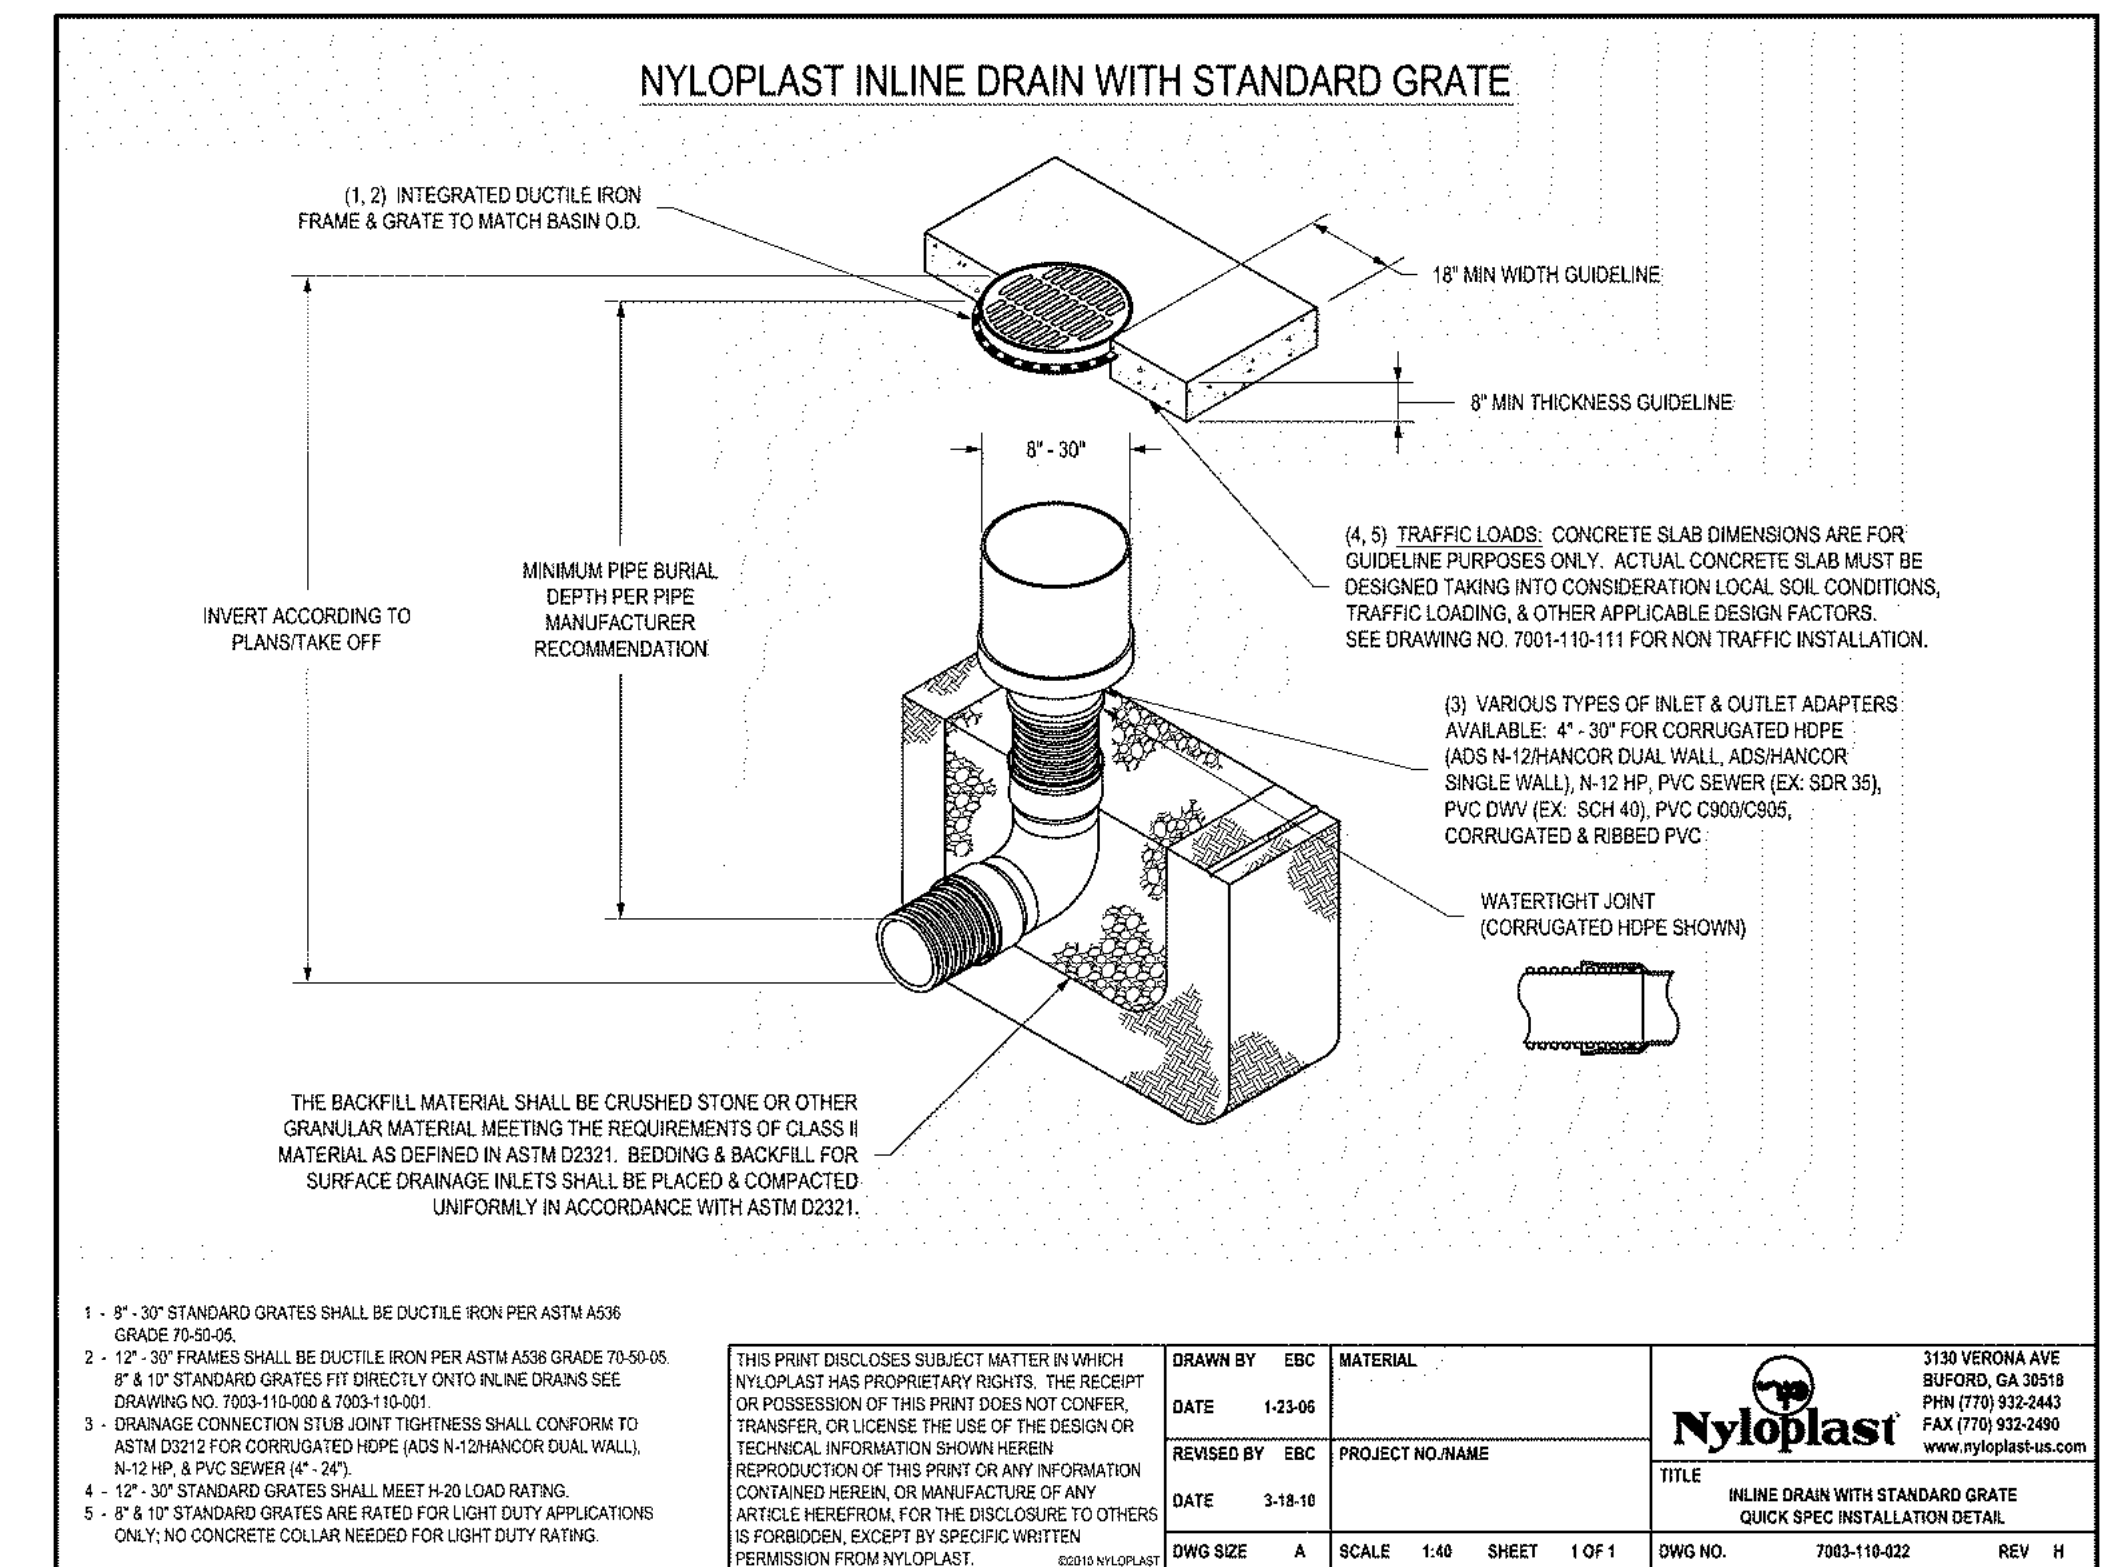 NYLOPLAST INLINE DRAIN WITH STANDARD GRATE
(1, 2) INTEGRATED DUCTILE IRON
FRAME & GRATE TO MATCH BASIN O.D.
18" MIN WIDTH GUIDELINE
8" MIN THICKNESS GUIDELINE
8" - 30"
MINIMUM PIPE BURIAL
DEPTH PER PIPE
MANUFACTURER
RECOMMENDATION
INVERT ACCORDING TO
PLANS/TAKE OFF
(4, 5) TRAFFIC LOADS: CONCRETE SLAB DIMENSIONS ARE FOR
GUIDELINE PURPOSES ONLY. ACTUAL CONCRETE SLAB MUST BE
DESIGNED TAKING INTO CONSIDERATION LOCAL SOIL CONDITIONS,
TRAFFIC LOADING, & OTHER APPLICABLE DESIGN FACTORS.
SEE DRAWING NO. 7001-110-111 FOR NON TRAFFIC INSTALLATION.
(3) VARIOUS TYPES OF INLET & OUTLET ADAPTERS
AVAILABLE: 4" - 30" FOR CORRUGATED HDPE
(ADS N-12/HANCOR DUAL WALL, ADS/HANCOR
SINGLE WALL), N-12 HP, PVC SEWER (EX: SDR 35),
PVC DWV (EX: SCH 40), PVC C900/C905,
CORRUGATED & RIBBED PVC
WATERTIGHT JOINT
(CORRUGATED HDPE SHOWN)
THE BACKFILL MATERIAL SHALL BE CRUSHED STONE OR OTHER
GRANULAR MATERIAL MEETING THE REQUIREMENTS OF CLASS II
MATERIAL AS DEFINED IN ASTM D2321. BEDDING & BACKFILL FOR
SURFACE DRAINAGE INLETS SHALL BE PLACED & COMPACTED
UNIFORMLY IN ACCORDANCE WITH ASTM D2321.
1 - 8" - 30" STANDARD GRATES SHALL BE DUCTILE IRON PER ASTM A536
GRADE 70-50-05.
2 - 12" - 30" FRAMES SHALL BE DUCTILE IRON PER ASTM A536 GRADE 70-50-05.
8" & 10" STANDARD GRATES FIT DIRECTLY ONTO INLINE DRAINS SEE
DRAWING NO. 7003-110-000 & 7003-110-001.
3 - DRAINAGE CONNECTION STUB JOINT TIGHTNESS SHALL CONFORM TO
ASTM D3212 FOR CORRUGATED HDPE (ADS N-12/HANCOR DUAL WALL),
N-12 HP, & PVC SEWER (4" - 24").
4 - 12" - 30" STANDARD GRATES SHALL MEET H-20 LOAD RATING.
5 - 8" & 10" STANDARD GRATES ARE RATED FOR LIGHT DUTY APPLICATIONS
ONLY; NO CONCRETE COLLAR NEEDED FOR LIGHT DUTY RATING.
THIS PRINT DISCLOSES SUBJECT MATTER IN WHICH
NYLOPLAST HAS PROPRIETARY RIGHTS. THE RECEIPT
OR POSSESSION OF THIS PRINT DOES NOT CONFER,
TRANSFER, OR LICENSE THE USE OF THE DESIGN OR
TECHNICAL INFORMATION SHOWN HEREIN
REPRODUCTION OF THIS PRINT OR ANY INFORMATION
CONTAINED HEREIN, OR MANUFACTURE OF ANY
ARTICLE HEREFROM, FOR THE DISCLOSURE TO OTHERS
IS FORBIDDEN, EXCEPT BY SPECIFIC WRITTEN
PERMISSION FROM NYLOPLAST.
©2010 NYLOPLAST
DRAWN BY EBC
DATE 1-23-06
REVISED BY EBC
DATE 3-18-10
DWG SIZE A
MATERIAL
PROJECT NO./NAME
SCALE 1:40 SHEET 1 OF 1
Nyloplast
3130 VERONA AVE
BUFORD, GA 30518
PHN (770) 932-2443
FAX (770) 932-2490
www.nyloplast-us.com
TITLE
INLINE DRAIN WITH STANDARD GRATE
QUICK SPEC INSTALLATION DETAIL
DWG NO. 7003-110-022 REV H